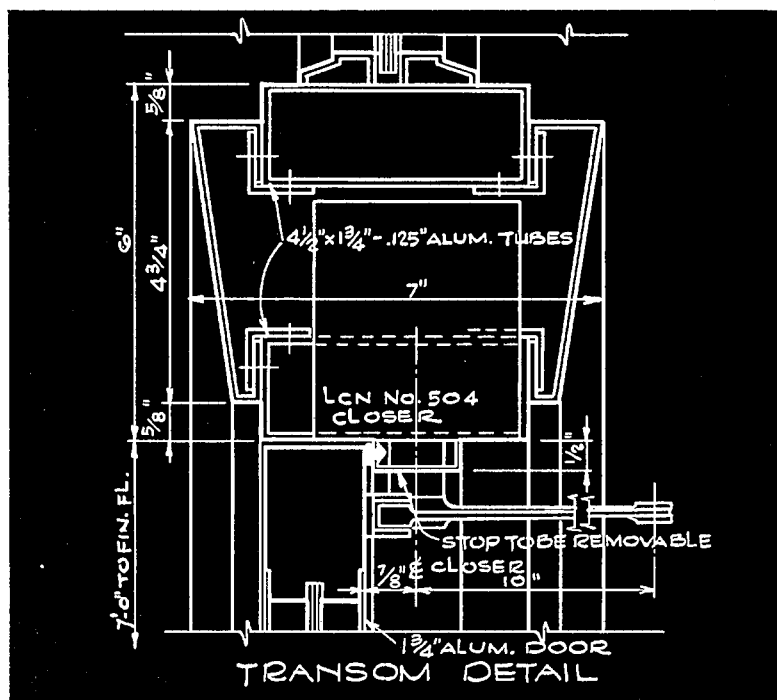 5/8"
6"
4 3/4"
4 1/2" x 1 3/4" - .125" ALUM. TUBES
7"
LCN No. 504
CLOSER
5/8"
1/2"
7'-0" TO FIN. FL.
STOP TO BE REMOVABLE
7/8"
℄ CLOSER
10"
1 3/4" ALUM. DOOR
TRANSOM DETAIL